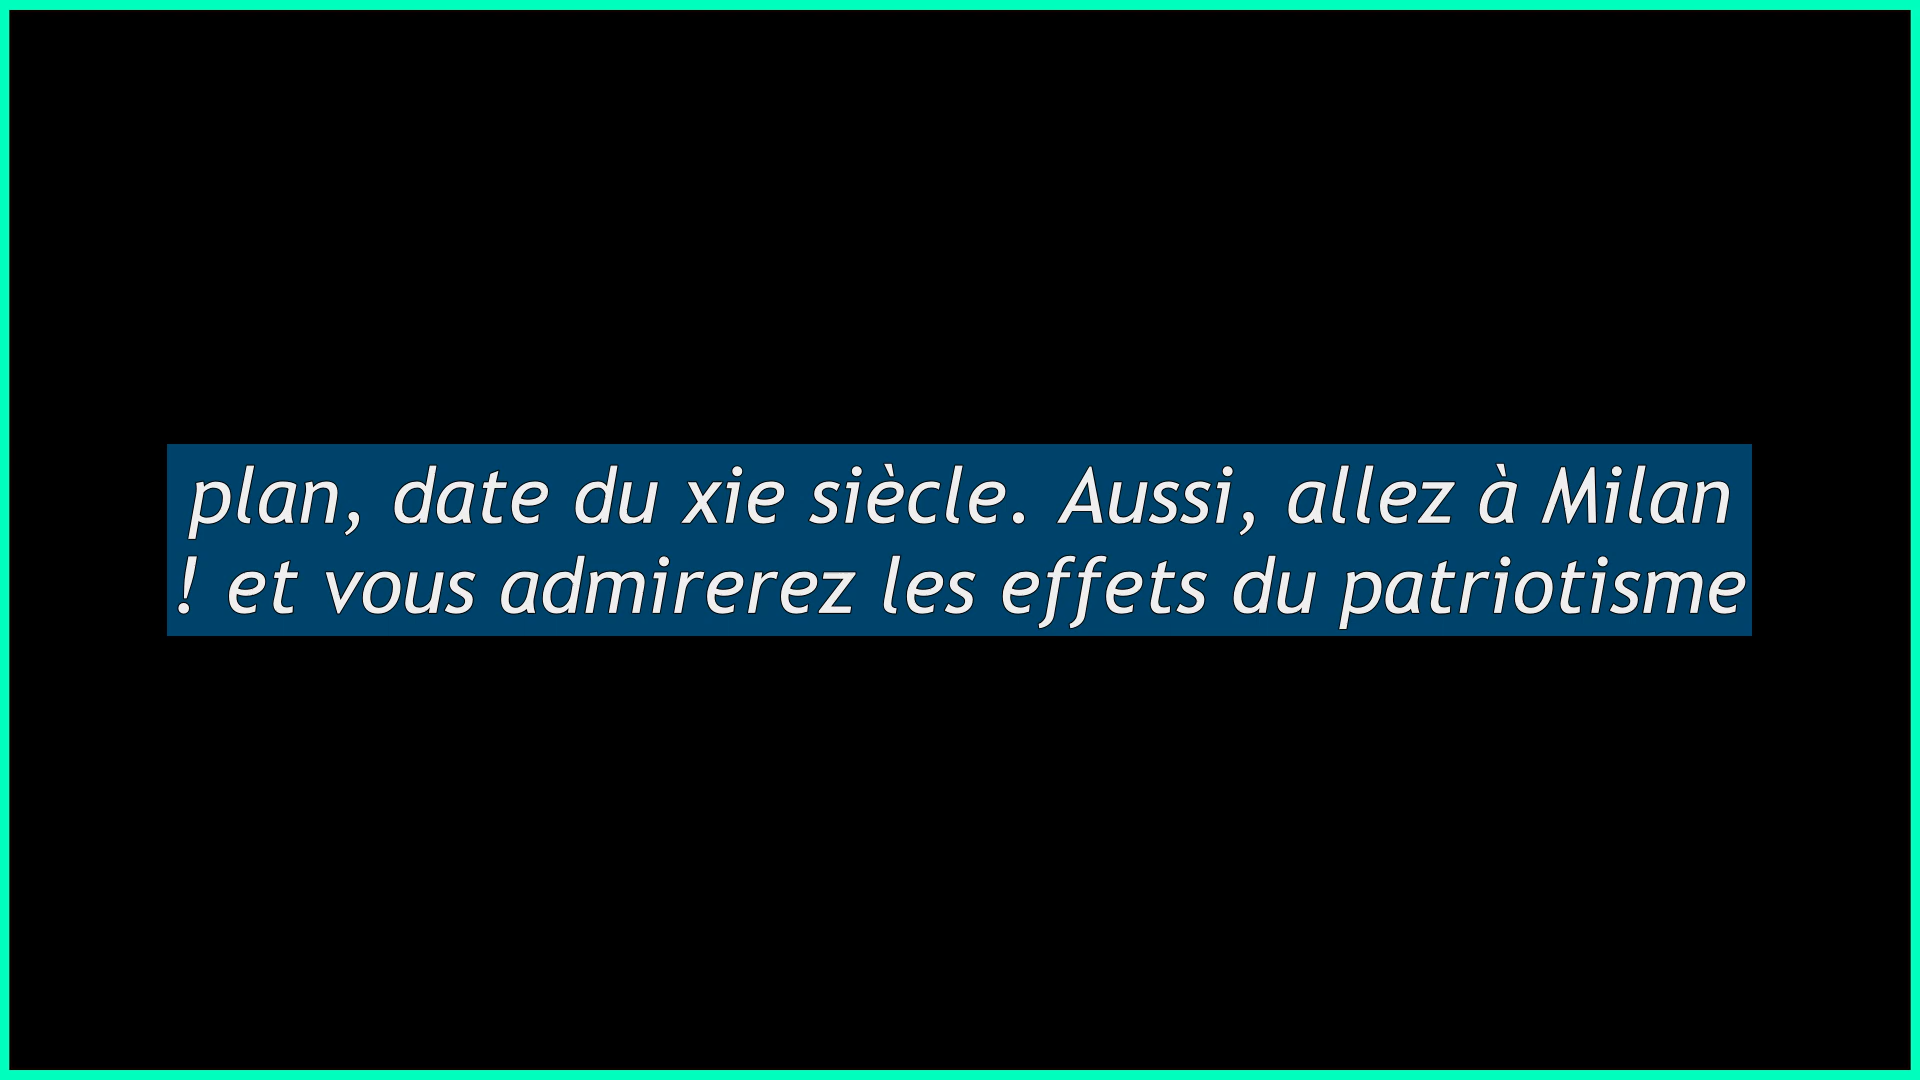 plan, date du xie siècle. Aussi, allez à Milan
! et vous admirerez les effets du patriotisme